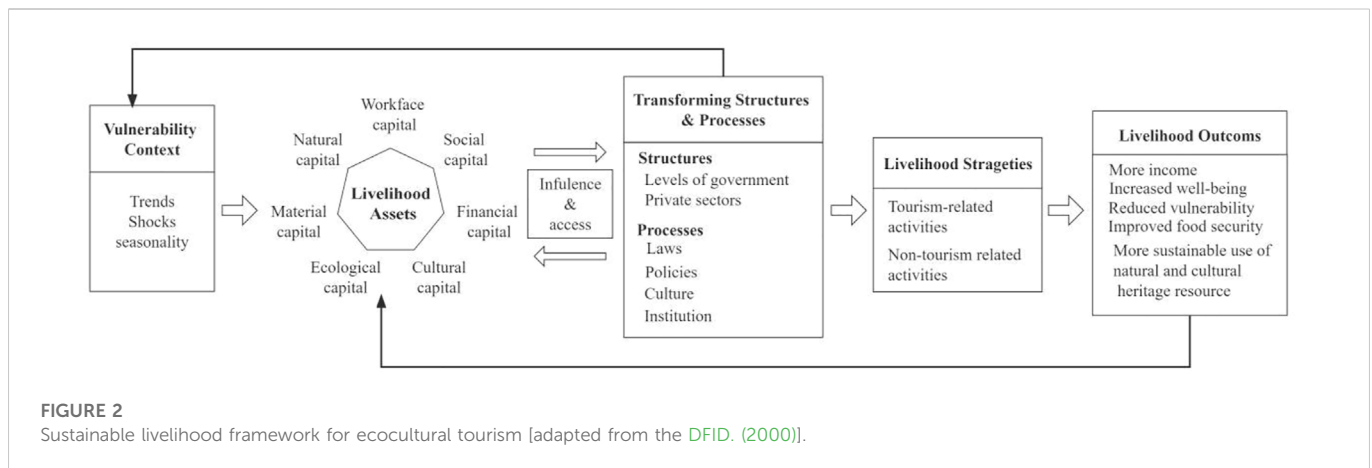 Vulnerability
Context
Trends
Shocks
seasonality
Workface
capital
Natural
capital
Social
capital
Livelihood
Assets
Material
capital
Financial
capital
Ecological
capital
Cultural
capital
Infulence
&
access
Transforming Structures
& Processes
Structures
Levels of government
Private sectors
Processes
Laws
Policies
Culture
Institution
Livelihood Strageties
Tourism-related
activities
Non-tourism related
activities
Livelihood Outcoms
More income
Increased well-being
Reduced vulnerability
Improved food security
More sustainable use of
natural and cultural
heritage resource
FIGURE 2
Sustainable livelihood framework for ecocultural tourism [adapted from the DFID. (2000)].